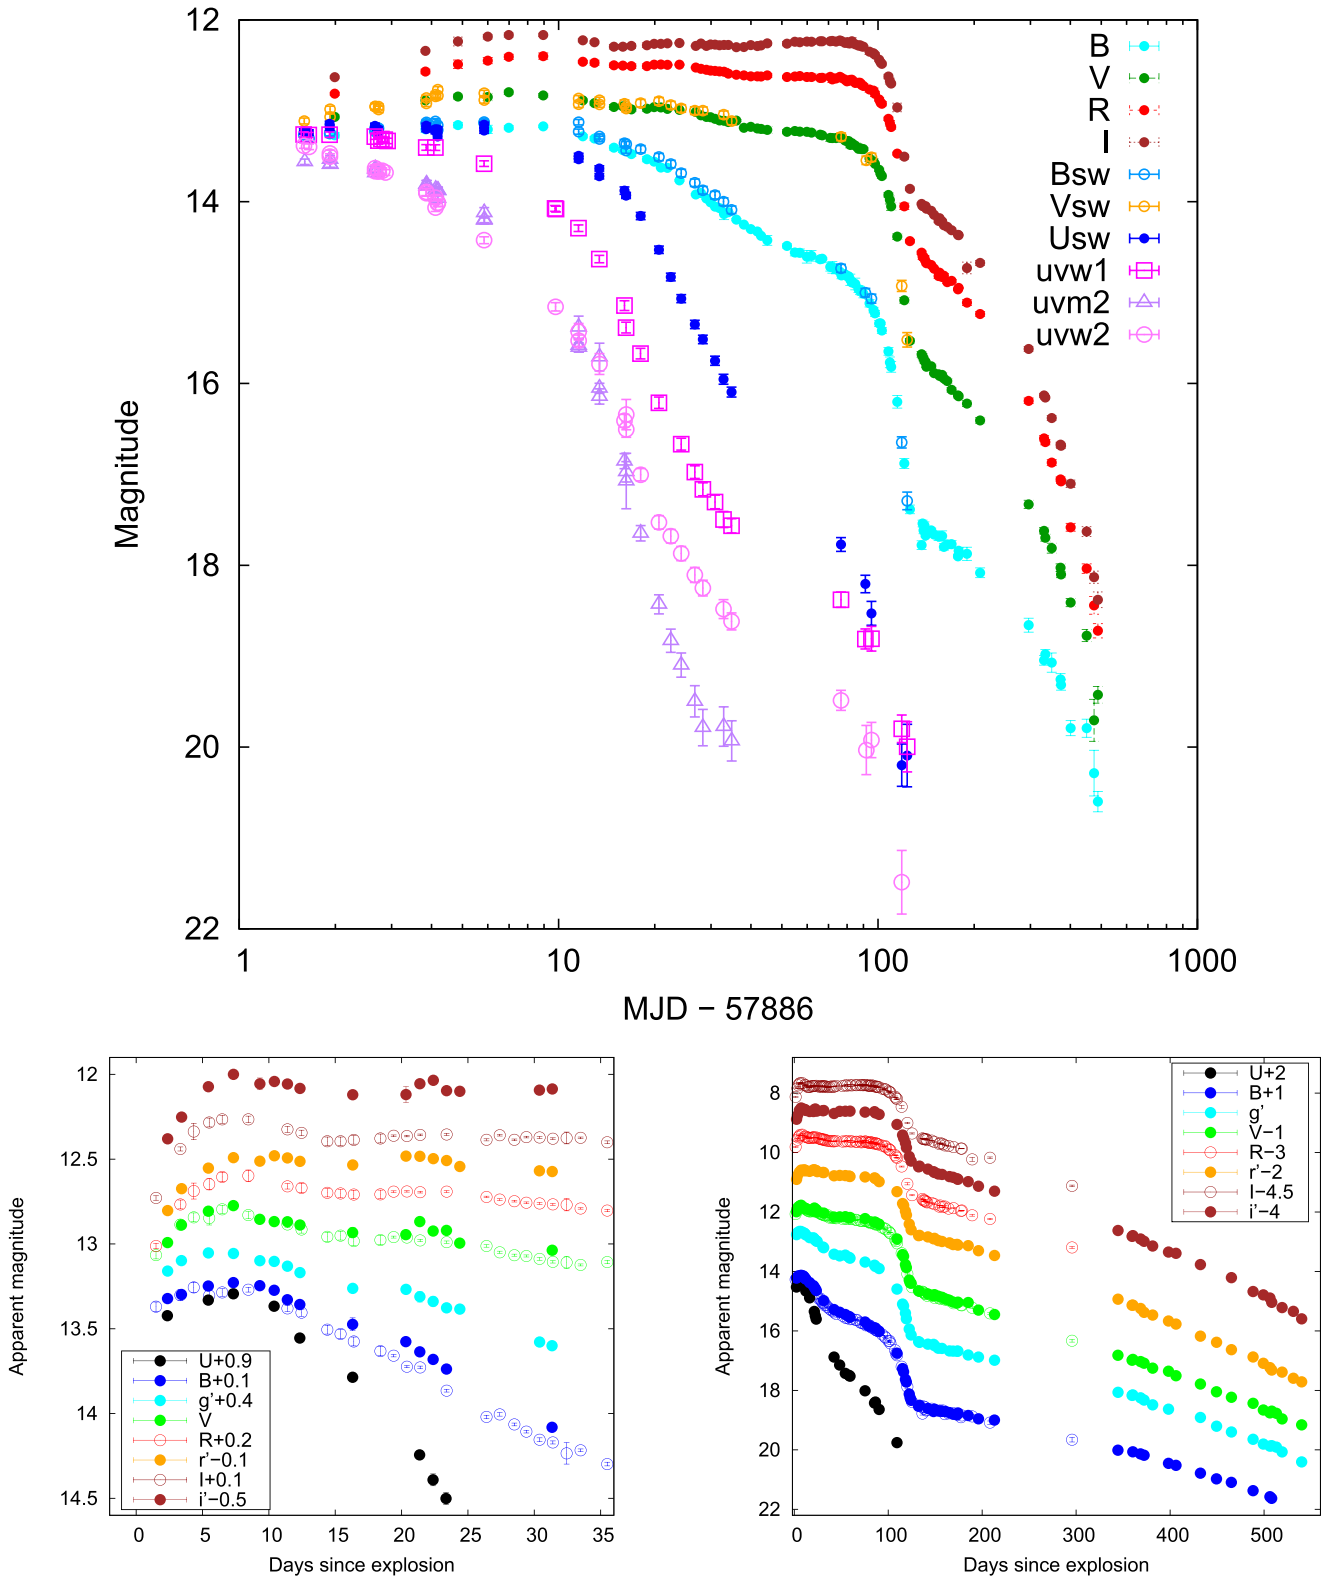 12
14
16
18
20
22
Magnitude
B
V
R
I
Bsw
Vsw
Usw
uvw1
uvm2
uvw2
1
10
100
1000
MJD − 57886
12
12.5
13
13.5
14
14.5
Apparent magnitude
U+0.9
B+0.1
g'+0.4
V
R+0.2
r'−0.1
I+0.1
i'−0.5
0
5
10
15
20
25
30
35
Days since explosion
8
10
12
14
16
18
20
22
Apparent magnitude
U+2
B+1
g'
V−1
R−3
r'−2
I−4.5
i'−4
0
100
200
300
400
500
Days since explosion